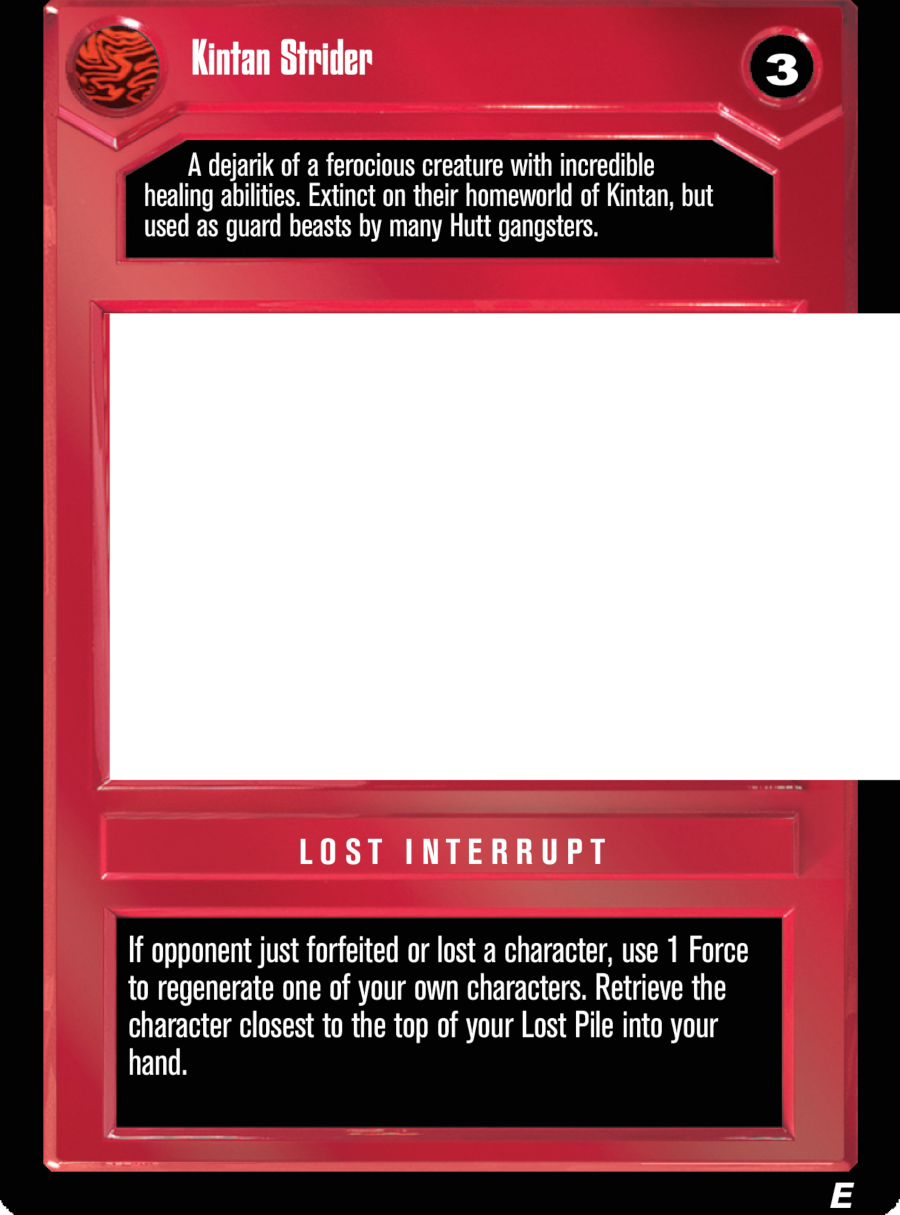 Kintan Strider
3
A dejarik of a ferocious creature with incredible
healing abilities. Extinct on their homeworld of Kintan, but
used as guard beasts by many Hutt gangsters.
LOST INTERRUPT
If opponent just forfeited or lost a character, use 1 Force
to regenerate one of your own characters. Retrieve the
character closest to the top of your Lost Pile into your
hand.
E